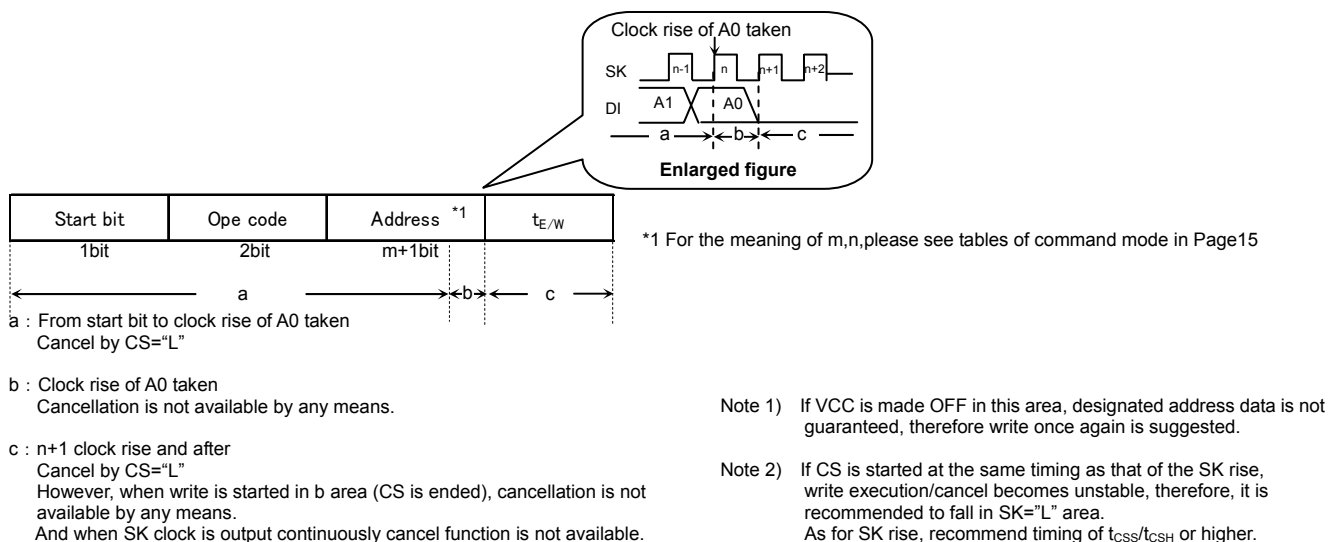 Clock rise of A0 taken
SK
n-1
n
n+1
n+2
DI
A1
A0
a
b
c
Enlarged figure
Start bit
Ope code
Address *1
tE/W
1bit
2bit
m+1bit
*1 For the meaning of m,n,please see tables of command mode in Page15
a
b
c
a : From start bit to clock rise of A0 taken
Cancel by CS=“L”
b : Clock rise of A0 taken
Cancellation is not available by any means.
c : n+1 clock rise and after
Cancel by CS=“L”
However, when write is started in b area (CS is ended), cancellation is not
available by any means.
And when SK clock is output continuously cancel function is not available.
Note 1) If VCC is made OFF in this area, designated address data is not
guaranteed, therefore write once again is suggested.
Note 2) If CS is started at the same timing as that of the SK rise,
write execution/cancel becomes unstable, therefore, it is
recommended to fall in SK=”L” area.
As for SK rise, recommend timing of tCSS/tCSH or higher.